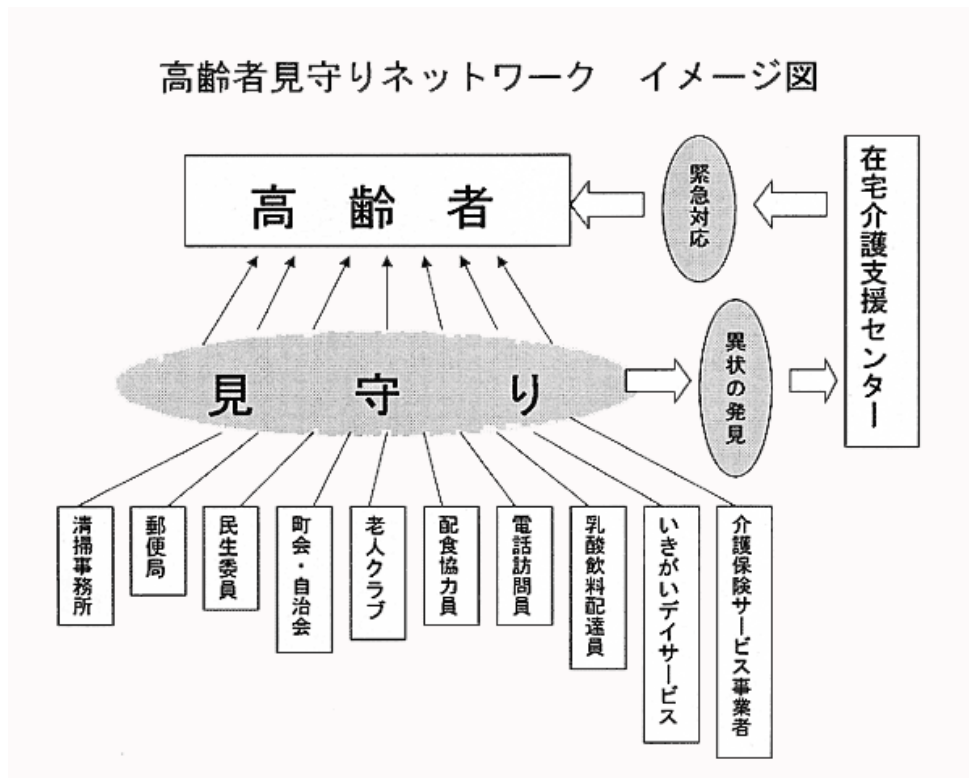 高齢者見守りネットワーク　イメージ図
高　齢　者
緊急対応
在宅介護支援センター
見　守　り
異状の発見
清掃事務所
郵便局
民生委員
町会・自治会
老人クラブ
配食協力員
電話訪問員
乳酸飲料配達員
いきがいデイサービス
介護保険サービス事業者